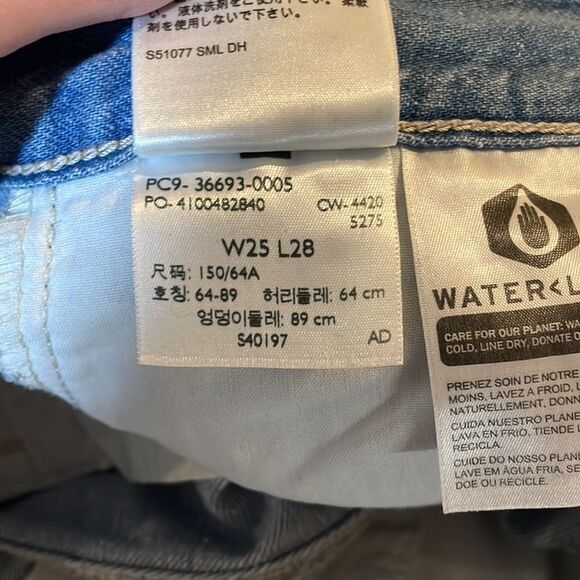 い。液体洗剤をご使用ください。柔軟
剤を使用しないで下さい。
S51077 SML DH
PC9- 36693-0005
PO- 4100482840
CW- 4420
5275
W25 L28
尺码: 150/64A
호칭: 64-89 허리둘레: 64 cm
엉덩이둘레: 89 cm
S40197
AD
WATER<L
CARE FOR OUR PLANET: WA
COLD, LINE DRY, DONATE O
PRENEZ SOIN DE NOTRE
MOINS, LAVEZ A FROID, L
NATURELLEMENT, DONN
CUIDA NUESTRO PLANE
LAVA EN FRIO, TIENDE
RECICLA.
CUIDE DO NOSSO PLANE
LAVE EM ÁGUA FRIA, SE
DOE OU RECICLE.